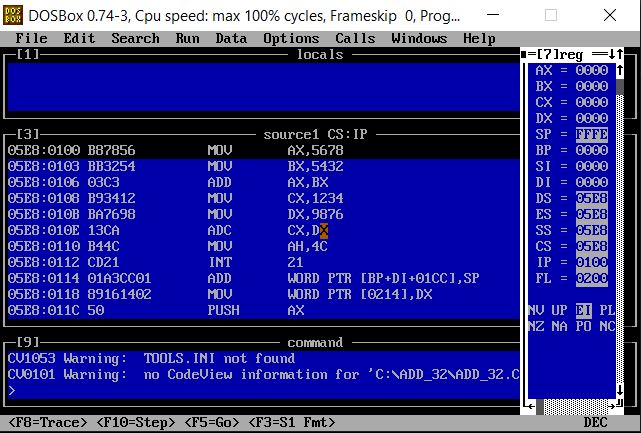 DOS BOX DOSBox 0.74-3, Cpu speed: max 100% cycles, Frameskip 0, Prog...
File Edit Search Run Data Options Calls Windows Help
[1] locals
[7]reg
AX = 0000
BX = 0000
CX = 0000
DX = 0000
SP = FFFE
BP = 0000
SI = 0000
DI = 0000
DS = 05E8
ES = 05E8
SS = 05E8
CS = 05E8
IP = 0100
FL = 0200
NV UP EI PL
NZ NA PO NC
[3] source1 CS:IP
05E8:0100 B87856 MOV AX,5678
05E8:0103 BB3254 MOV BX,5432
05E8:0106 03C3 ADD AX,BX
05E8:0108 B93412 MOV CX,1234
05E8:010B BA7698 MOV DX,9876
05E8:010E 13CA ADC CX,DX
05E8:0110 B44C MOV AH,4C
05E8:0112 CD21 INT 21
05E8:0114 01A3CC01 ADD WORD PTR [BP+DI+01CC],SP
05E8:0118 89161402 MOV WORD PTR [0214],DX
05E8:011C 50 PUSH AX
[9] command
CV1053 Warning: TOOLS.INI not found
CV0101 Warning: no CodeView information for 'C:\ADD_32\ADD_32.C
>
<F8=Trace> <F10=Step> <F5=Go> <F3=S1 Fmt> DEC